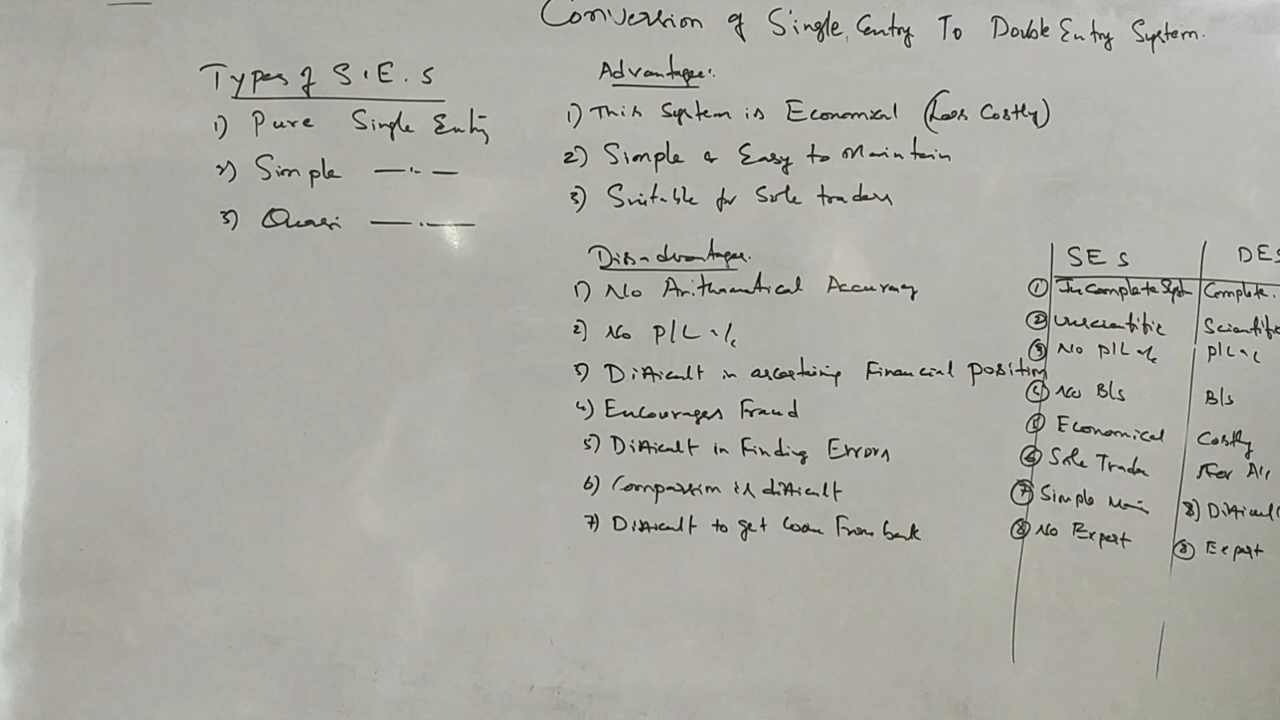 Conversion of Single Entry To Double Entry System.
Types of S.E.S
1) Pure Single Entry
2) Simple —·—
3) Quasi —·—
Advantages:
1) This System is Economical (Less Costly)
2) Simple & Easy to Maintain
3) Suitable for Sole traders
Dis-advantages.
1) No Arithmatical Accuracy
2) No P/L a/c
3) Difficult in ascertaining Financial position
4) Encourages Fraud
5) Difficult in Finding Errors
6) Comparison is difficult
7) Difficult to get loan From bank
SES | DES
① InComplete Syst | Complete.
② Unscientific | Scientific
③ No P/L a/c | P/L a/c
④ No B/s | B/s
⑤ Economical | Costly
⑥ Sole Trader | For All
⑦ Simple Main | 8) Difficult
⑧ No Expert | ⑧ Expert